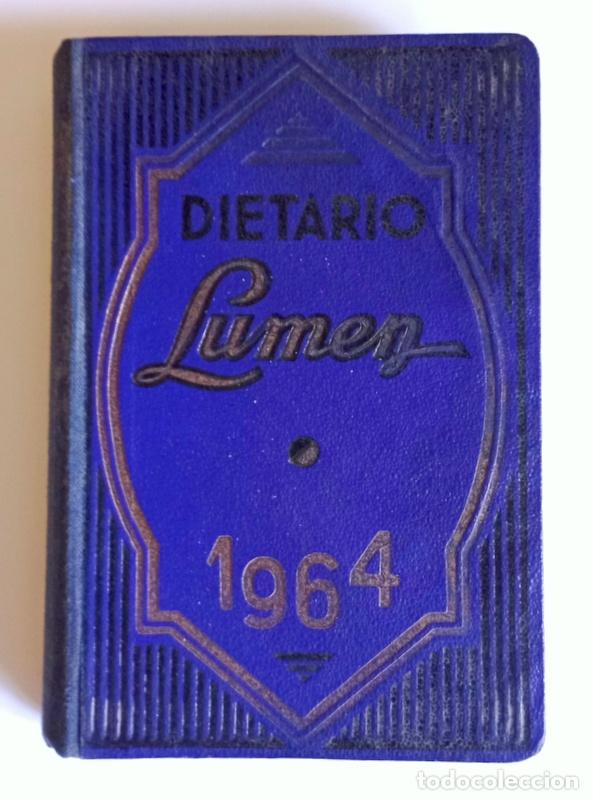 DIETARIO
Lumen
1964
todocoleccion